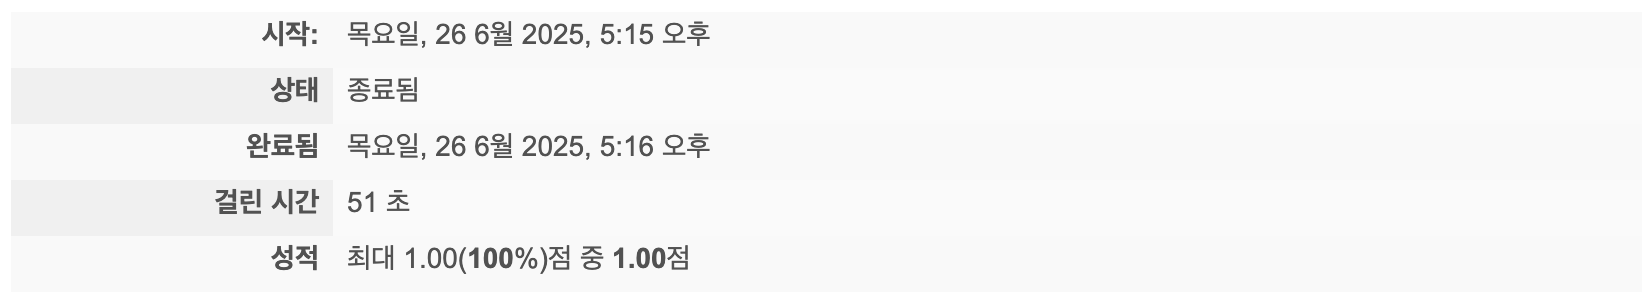 시작: 목요일, 26 6월 2025, 5:15 오후
상태 종료됨
완료됨 목요일, 26 6월 2025, 5:16 오후
걸린 시간 51 초
성적 최대 1.00(100%)점 중 1.00점